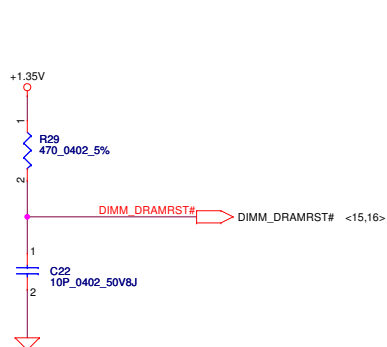 +1.35V
1
R29
470_0402_5%
2
DIMM_DRAMRST#
DIMM_DRAMRST# <15,16>
1
C22
10P_0402_50V8J
2